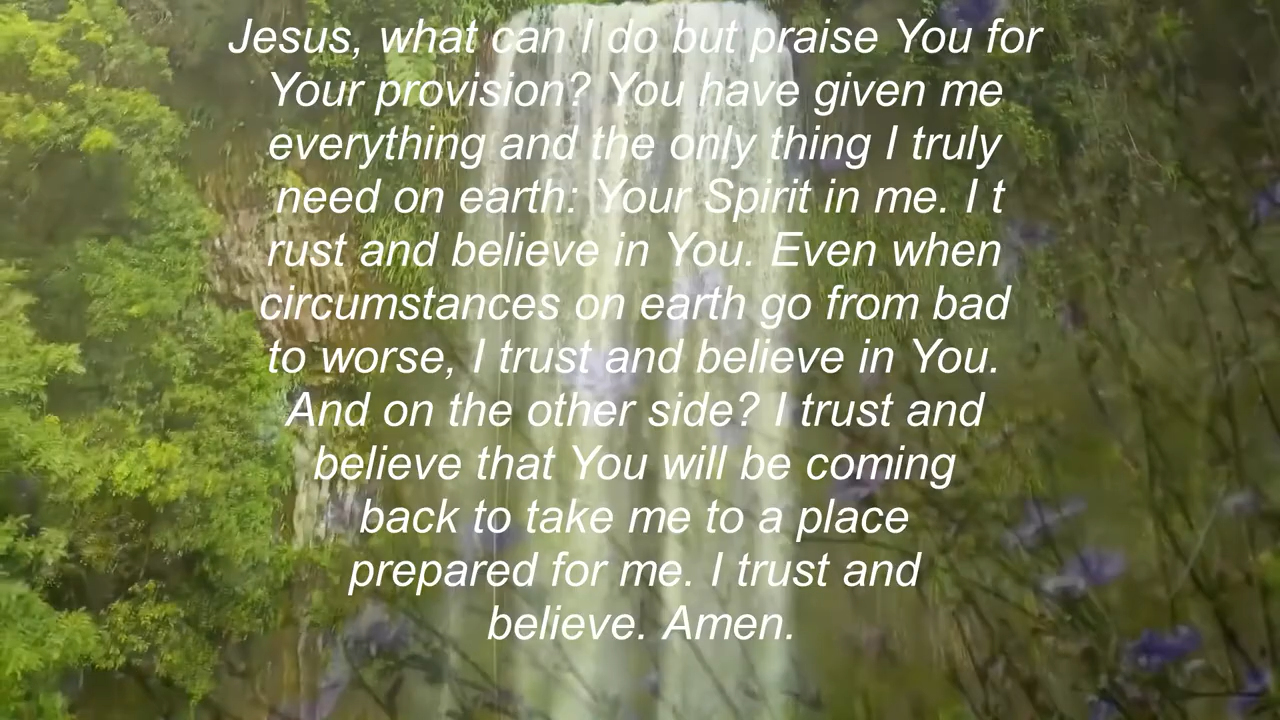 Jesus, what can I do but praise You for
Your provision? You have given me
everything and the only thing I truly
need on earth: Your Spirit in me. I t
rust and believe in You. Even when
circumstances on earth go from bad
to worse, I trust and believe in You.
And on the other side? I trust and
believe that You will be coming
back to take me to a place
prepared for me. I trust and
believe. Amen.